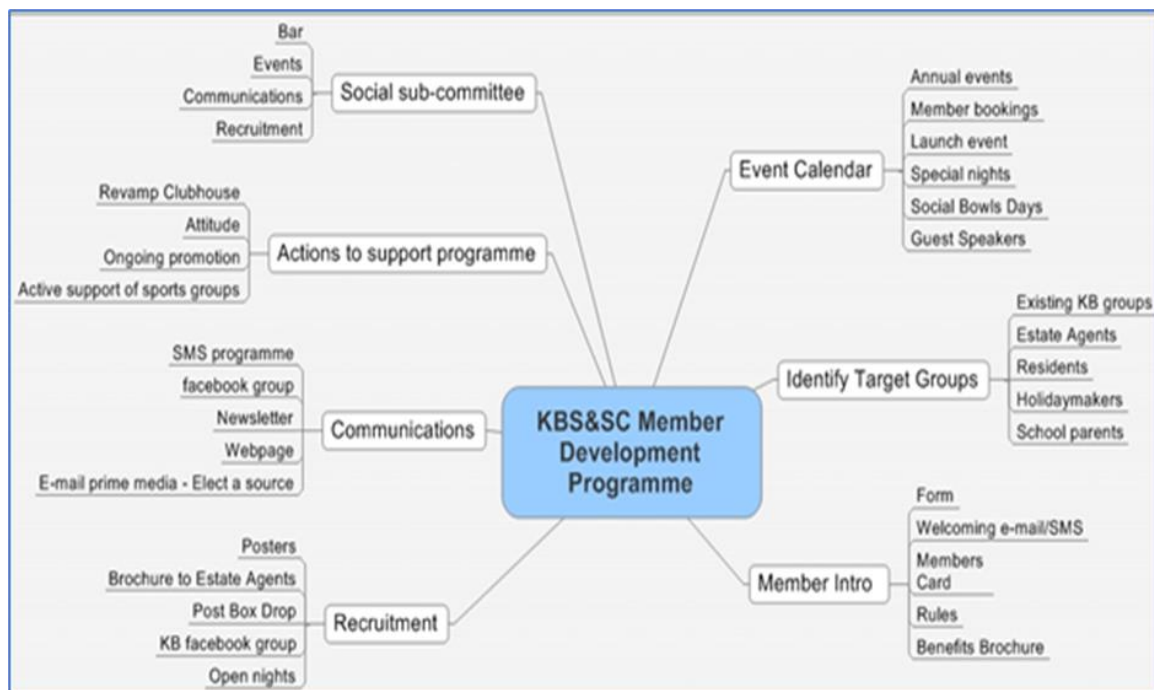 Bar
Events
Communications
Recruitment
Social sub-committee
Revamp Clubhouse
Attitude
Ongoing promotion
Active support of sports groups
Actions to support programme
SMS programme
facebook group
Newsletter
Webpage
E-mail prime media - Elect a source
Communications
Posters
Brochure to Estate Agents
Post Box Drop
KB facebook group
Open nights
Recruitment
KBS&SC Member
Development
Programme
Event Calendar
Annual events
Member bookings
Launch event
Special nights
Social Bowls Days
Guest Speakers
Identify Target Groups
Existing KB groups
Estate Agents
Residents
Holidaymakers
School parents
Member Intro
Form
Welcoming e-mail/SMS
Members
Card
Rules
Benefits Brochure